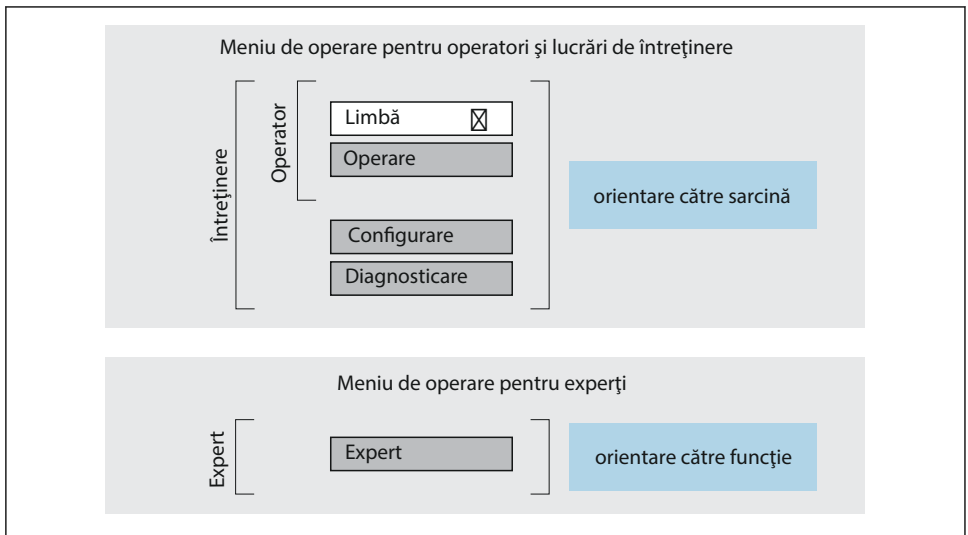 Meniu de operare pentru operatori şi lucrări de întreţinere
Întreţinere
Operator
Limbă
Operare
Configurare
Diagnosticare
orientare către sarcină
Meniu de operare pentru experţi
Expert
Expert
orientare către funcţie